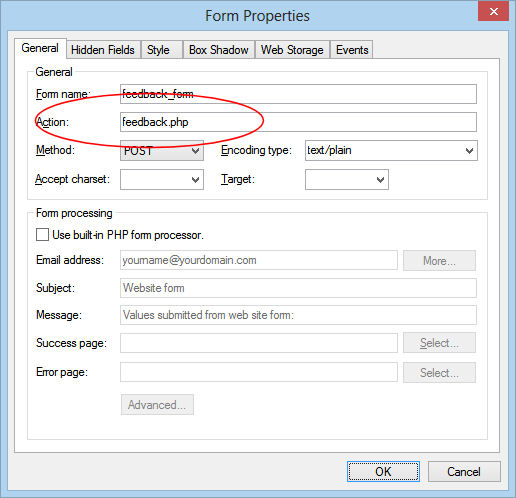 Form Properties
General Hidden Fields Style Box Shadow Web Storage Events
General
Form name: feedback_form
Action: feedback.php
Method: POST Encoding type: text/plain
Accept charset: Target:
Form processing
Use built-in PHP form processor.
Email address: yourname@yourdomain.com More...
Subject: Website form
Message: Values submitted from web site form:
Success page: Select...
Error page: Select...
Advanced...
OK Cancel